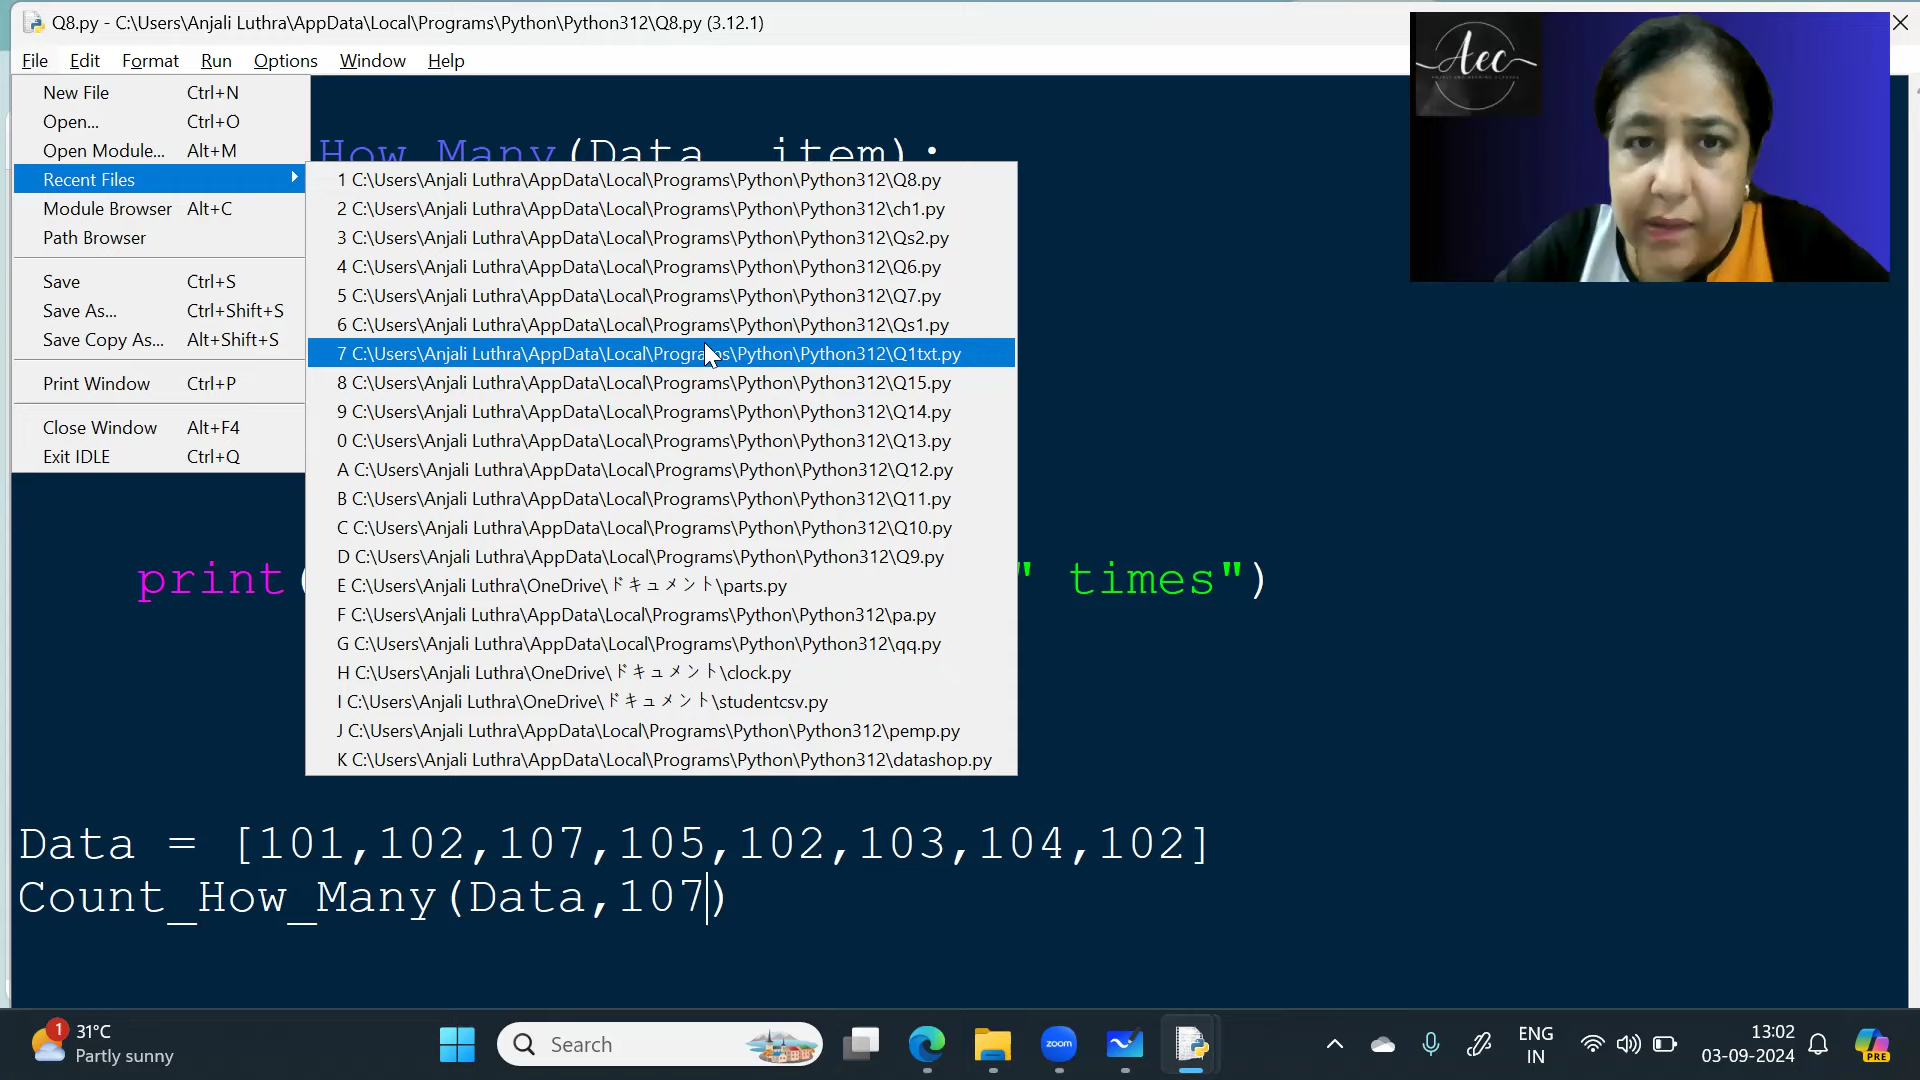 Q8.py - C:\Users\Anjali Luthra\AppData\Local\Programs\Python\Python312\Q8.py (3.12.1)
File Edit Format Run Options Window Help
New File Ctrl+N
Open... Ctrl+O
Open Module... Alt+M
Recent Files
Module Browser Alt+C
Path Browser
Save Ctrl+S
Save As... Ctrl+Shift+S
Save Copy As... Alt+Shift+S
Print Window Ctrl+P
Close Window Alt+F4
Exit IDLE Ctrl+Q
How_Many(Data, item):
1 C:\Users\Anjali Luthra\AppData\Local\Programs\Python\Python312\Q8.py
2 C:\Users\Anjali Luthra\AppData\Local\Programs\Python\Python312\ch1.py
3 C:\Users\Anjali Luthra\AppData\Local\Programs\Python\Python312\Qs2.py
4 C:\Users\Anjali Luthra\AppData\Local\Programs\Python\Python312\Q6.py
5 C:\Users\Anjali Luthra\AppData\Local\Programs\Python\Python312\Q7.py
6 C:\Users\Anjali Luthra\AppData\Local\Programs\Python\Python312\Qs1.py
7 C:\Users\Anjali Luthra\AppData\Local\Programs\Python\Python312\Q1txt.py
8 C:\Users\Anjali Luthra\AppData\Local\Programs\Python\Python312\Q15.py
9 C:\Users\Anjali Luthra\AppData\Local\Programs\Python\Python312\Q14.py
0 C:\Users\Anjali Luthra\AppData\Local\Programs\Python\Python312\Q13.py
A C:\Users\Anjali Luthra\AppData\Local\Programs\Python\Python312\Q12.py
B C:\Users\Anjali Luthra\AppData\Local\Programs\Python\Python312\Q11.py
C C:\Users\Anjali Luthra\AppData\Local\Programs\Python\Python312\Q10.py
D C:\Users\Anjali Luthra\AppData\Local\Programs\Python\Python312\Q9.py
E C:\Users\Anjali Luthra\OneDrive\ドキュメント\parts.py
F C:\Users\Anjali Luthra\AppData\Local\Programs\Python\Python312\pa.py
G C:\Users\Anjali Luthra\AppData\Local\Programs\Python\Python312\qq.py
H C:\Users\Anjali Luthra\OneDrive\ドキュメント\clock.py
I C:\Users\Anjali Luthra\OneDrive\ドキュメント\studentcsv.py
J C:\Users\Anjali Luthra\AppData\Local\Programs\Python\Python312\pemp.py
K C:\Users\Anjali Luthra\AppData\Local\Programs\Python\Python312\datashop.py
print( " times")
Data = [101,102,107,105,102,103,104,102]
Count_How_Many(Data,107)
Aec
1
31°C
Partly sunny
Search
zoom
ENG
IN
13:02
03-09-2024
PRE